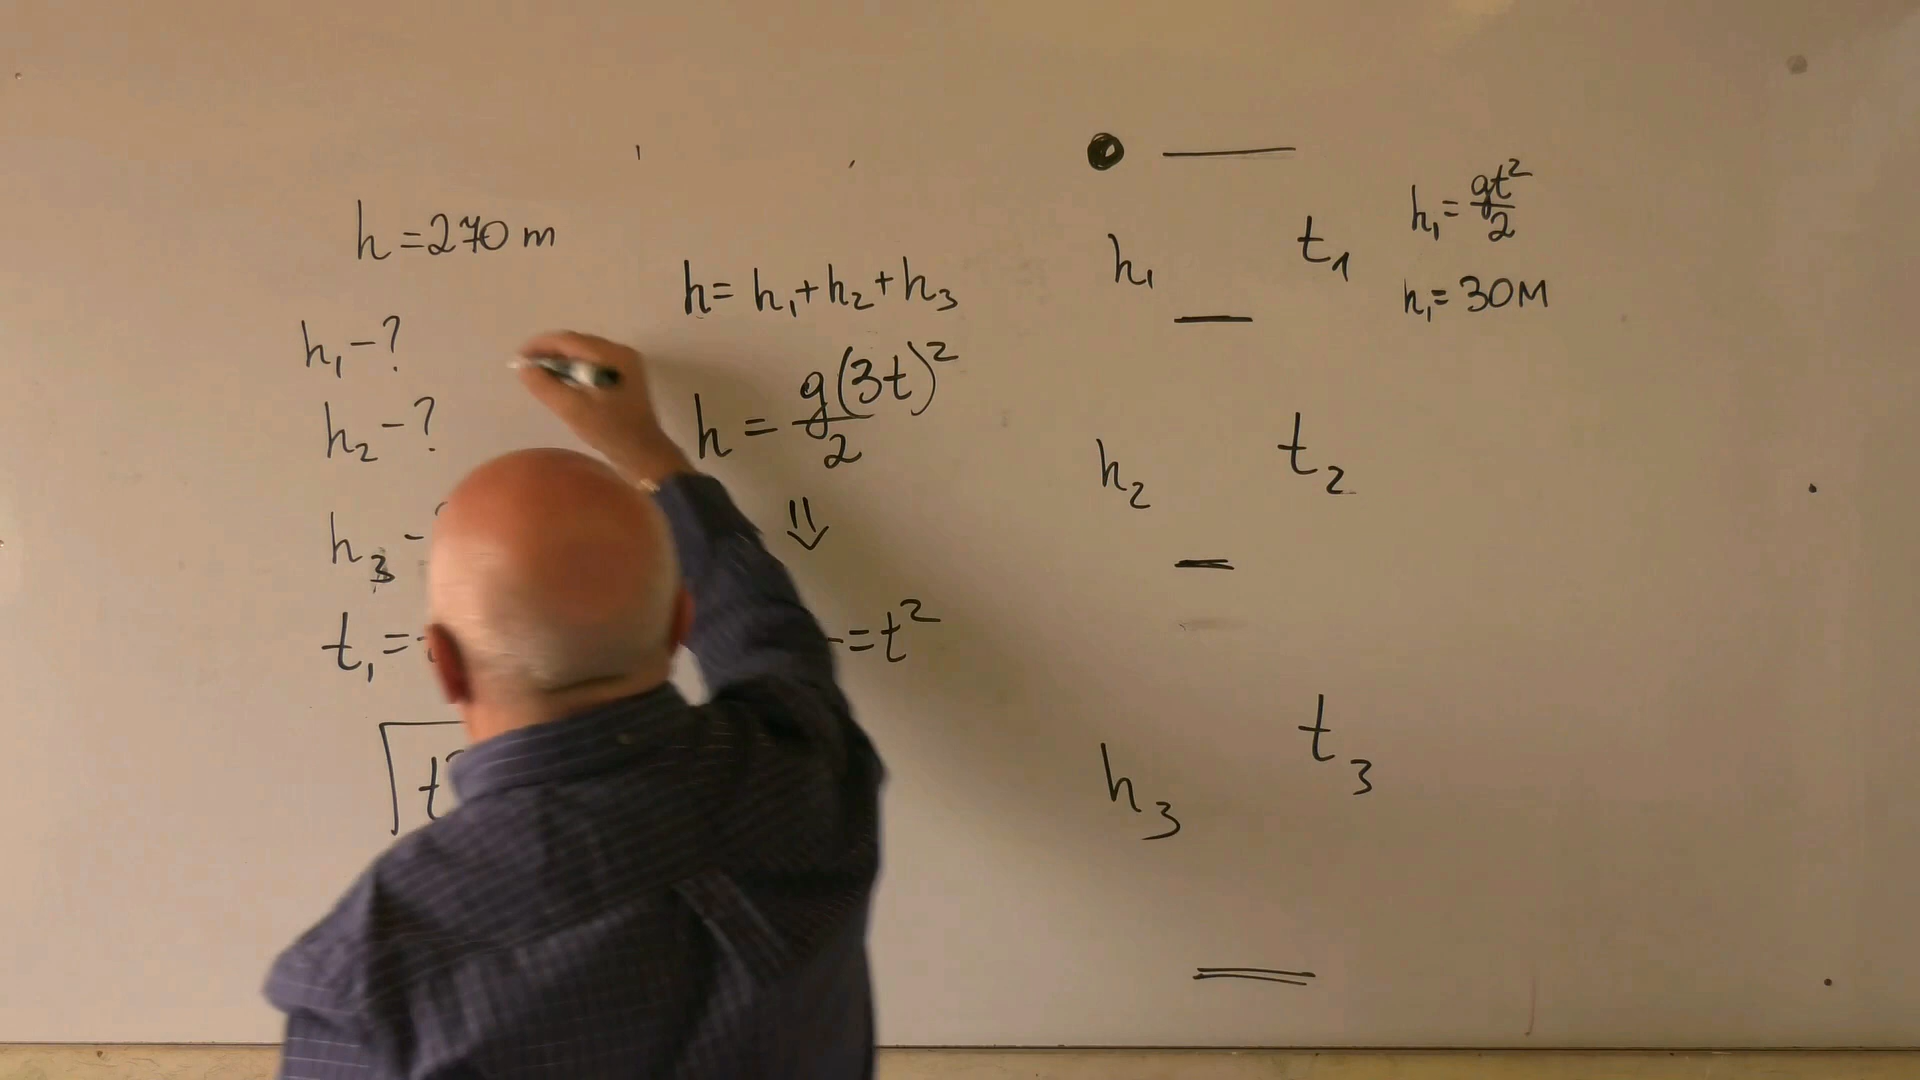 h = 270 m
h₁ - ?
h₂ - ?
h₃ -
t₁ =
h = h₁ + h₂ + h₃
h = g(3t)²/2
⇓
= t²
h₁
t₁
h₂
t₂
h₃
t₃
h₁ = gt²/2
h₁ = 30M